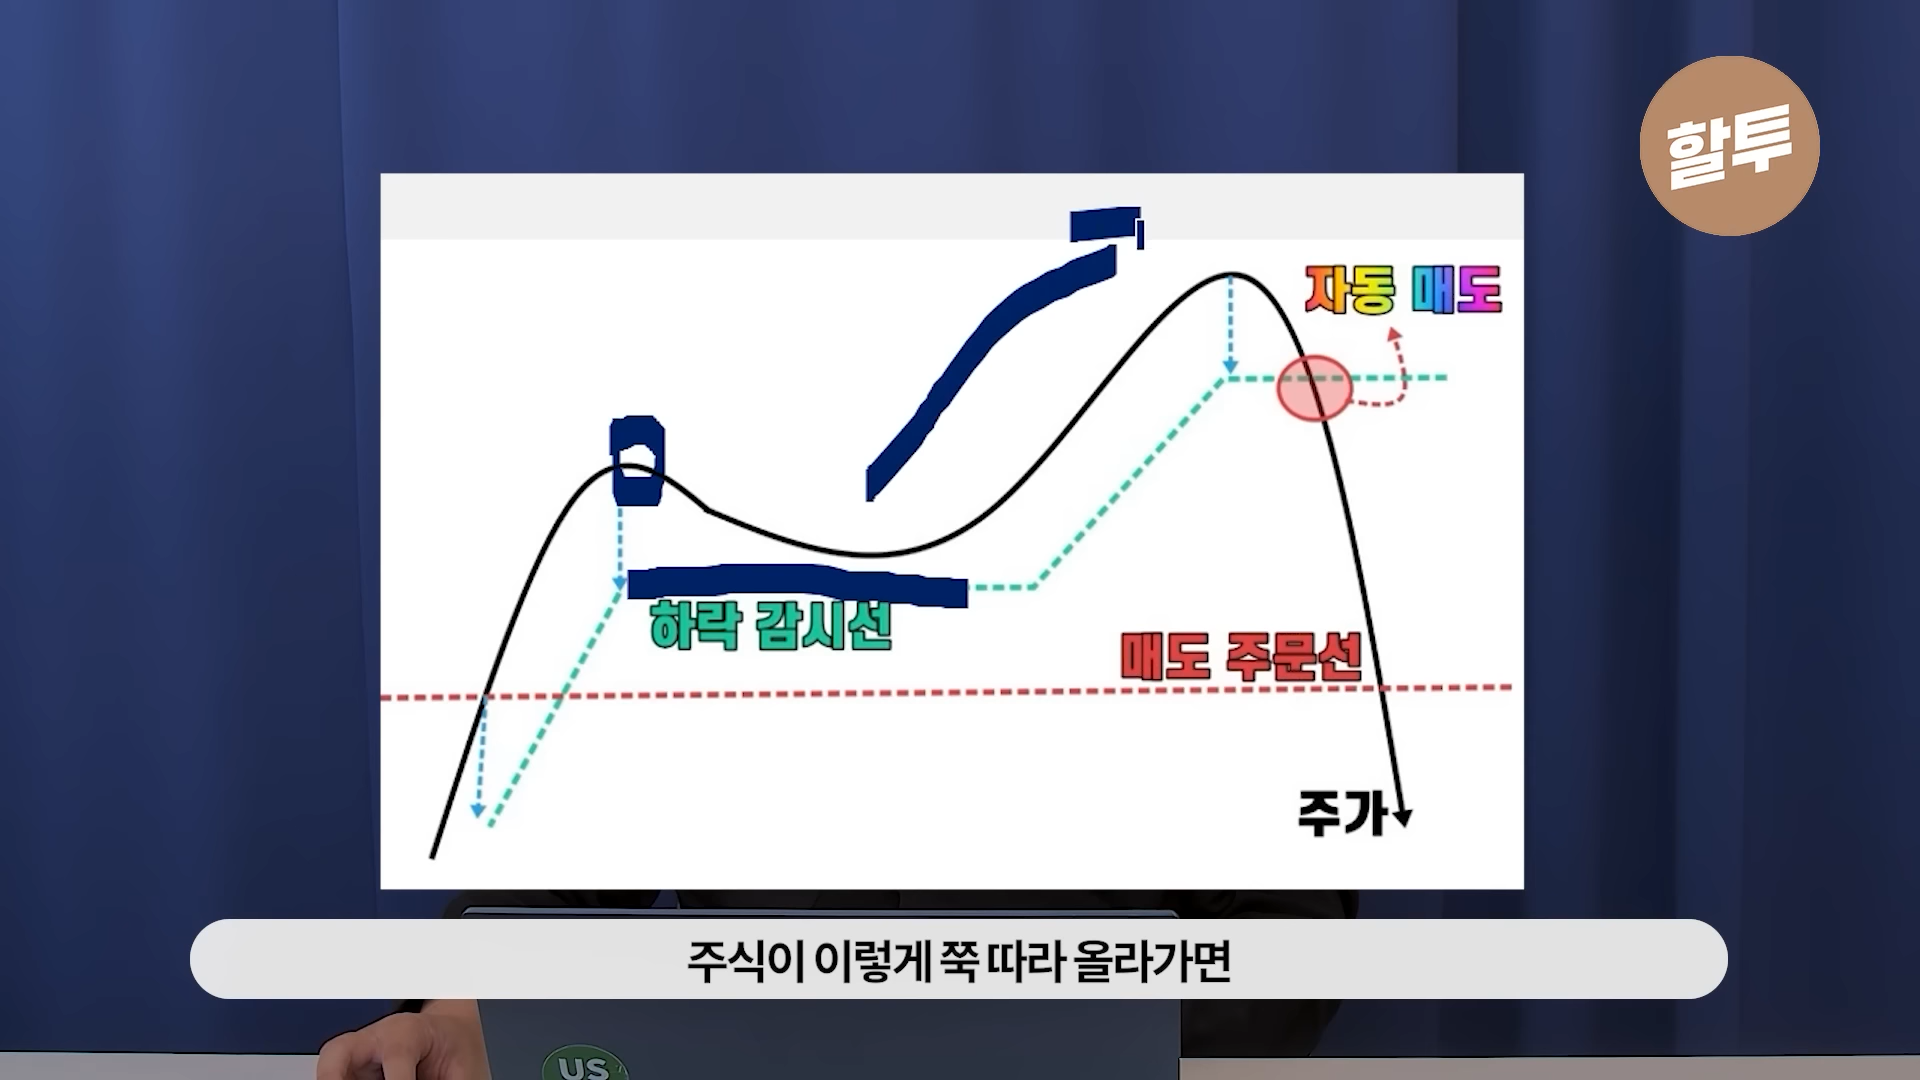 할투
자동 매도
하락 감시선
매도 주문선
주가
주식이 이렇게 쭉 따라 올라가면
US